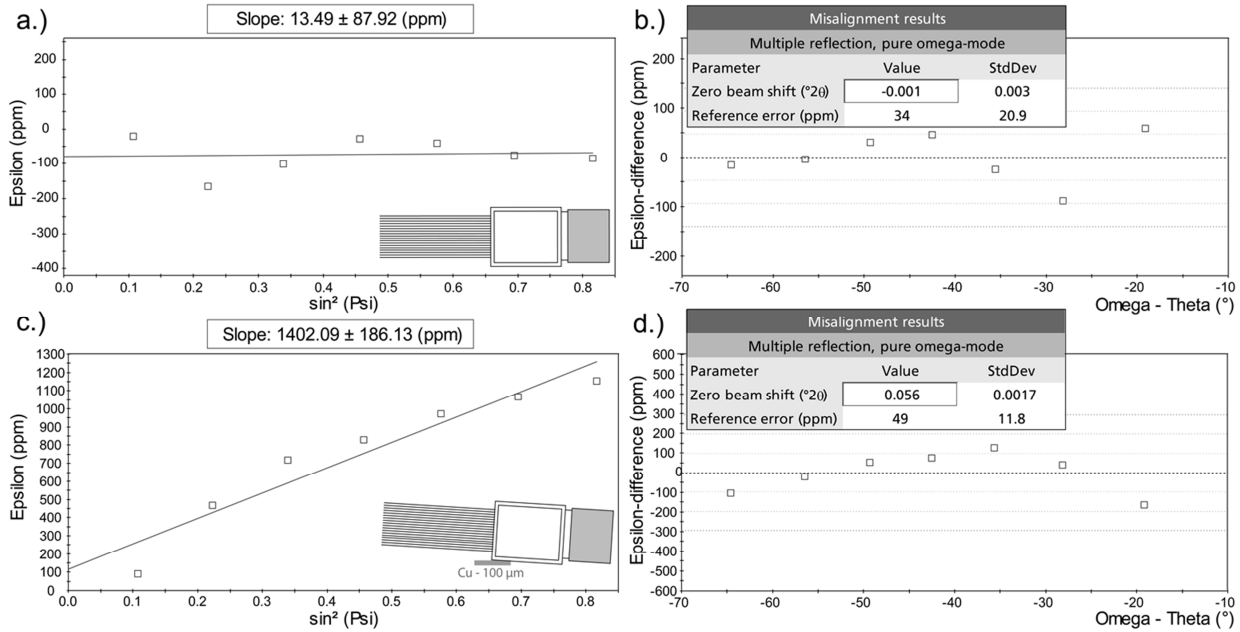 a.)
Slope: 13.49 ± 87.92 (ppm)
Epsilon (ppm)
200
100
0
-100
-200
-300
-400
0.0 0.1 0.2 0.3 0.4 0.5 0.6 0.7 0.8
sin² (Psi)
b.)
Misalignment results
Multiple reflection, pure omega-mode
Parameter Value StdDev
Zero beam shift (°2θ) -0.001 0.003
Reference error (ppm) 34 20.9
Epsilon-difference (ppm)
200
100
0
-100
-200
-70 -60 -50 -40 -30 -20 -10
Omega - Theta (°)
c.)
Slope: 1402.09 ± 186.13 (ppm)
Epsilon (ppm)
1300
1200
1100
1000
900
800
700
600
500
400
300
200
100
0
Cu - 100 µm
0.0 0.1 0.2 0.3 0.4 0.5 0.6 0.7 0.8
sin² (Psi)
d.)
Misalignment results
Multiple reflection, pure omega-mode
Parameter Value StdDev
Zero beam shift (°2θ) 0.056 0.0017
Reference error (ppm) 49 11.8
Epsilon-difference (ppm)
600
500
400
300
200
100
0
-100
-200
-300
-400
-500
-600
-70 -60 -50 -40 -30 -20 -10
Omega - Theta (°)